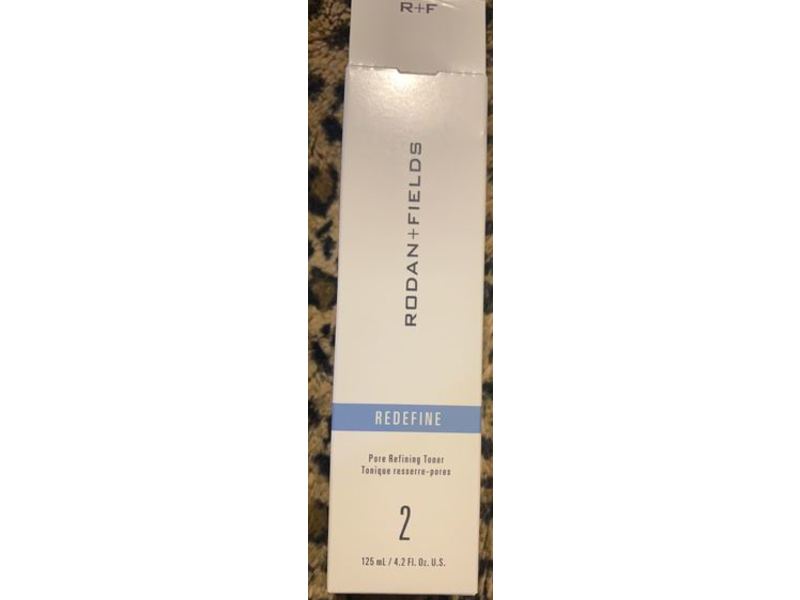 R+F
RODAN+FIELDS
REDEFINE
Pore Refining Toner
Tonique resserre-pores
2
125 mL / 4.2 Fl. Oz. U.S.